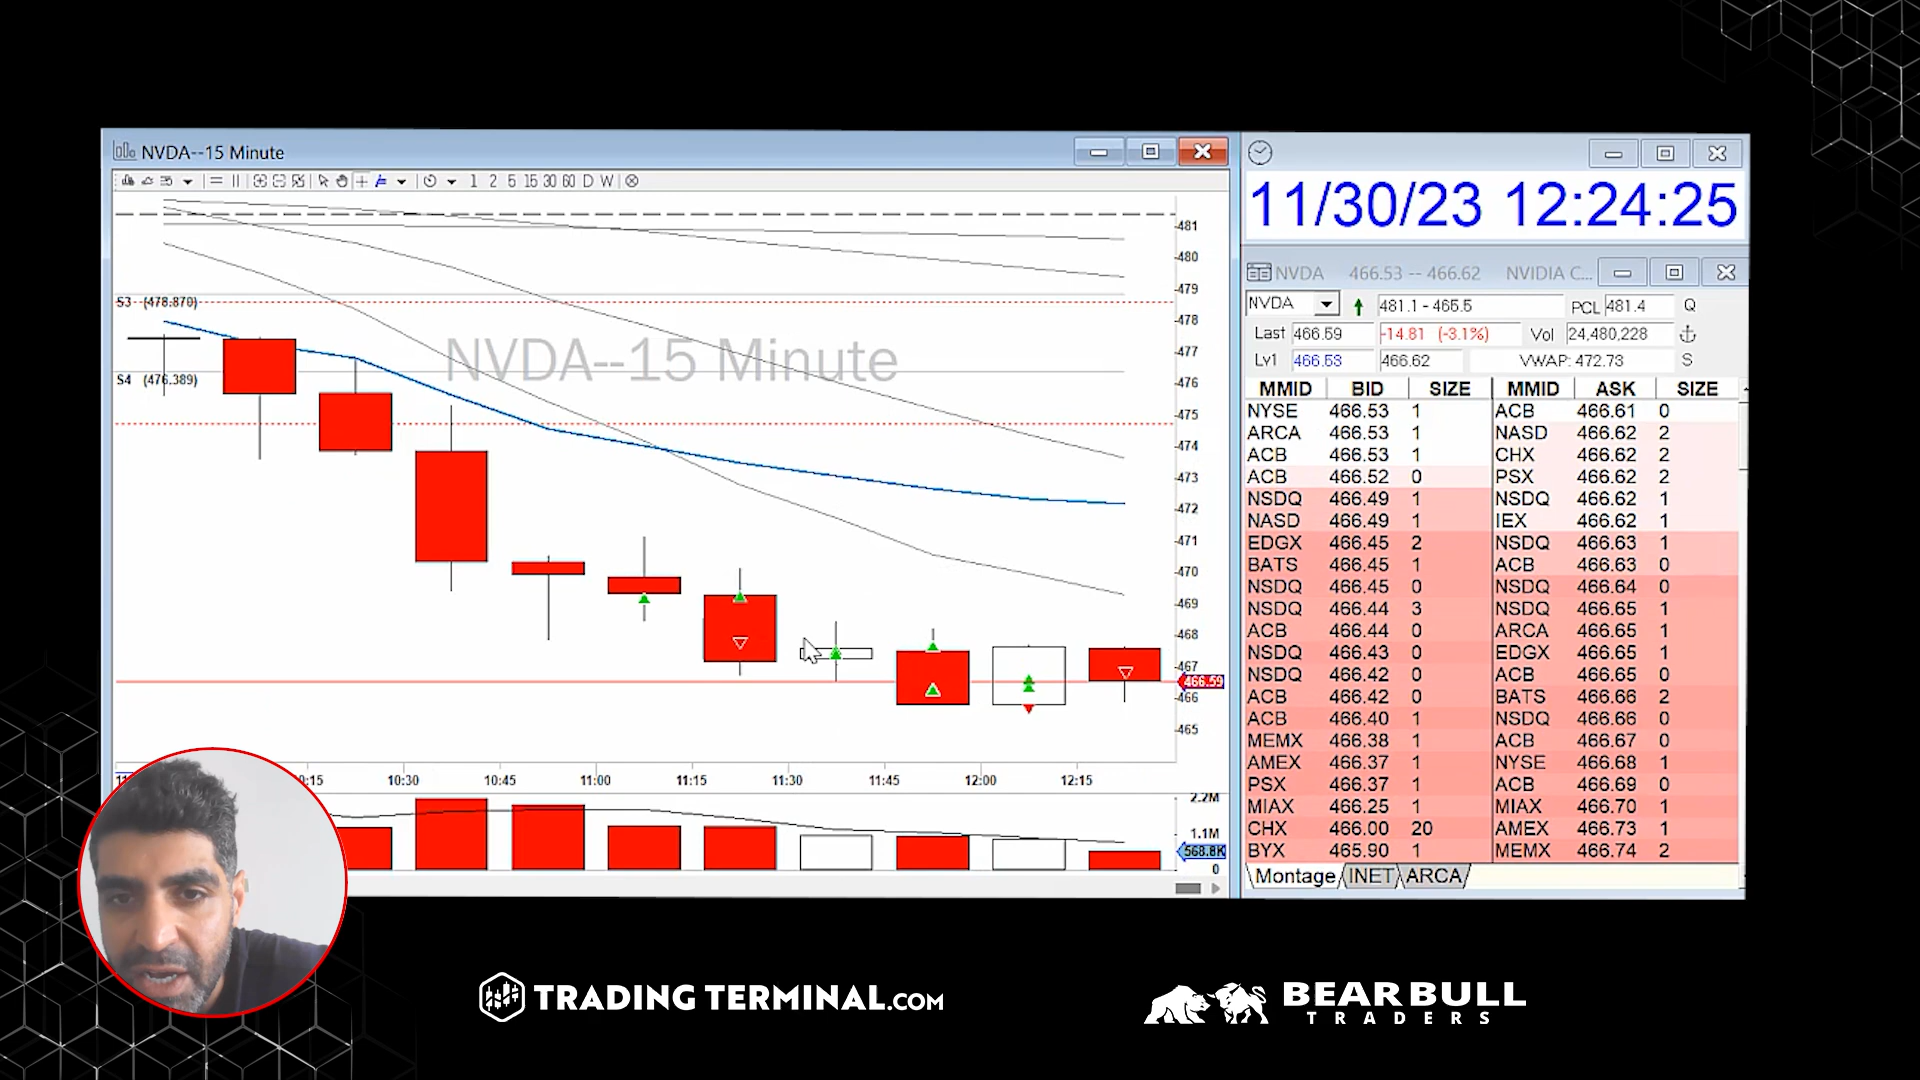 NVDA--15 Minute
1 2 5 15 30 60 D W
S3 (478.870)
S4 (476.389)
NVDA--15 Minute
481
480
479
478
477
476
475
474
473
472
471
470
469
468
467
466.59
466
465
10:30 10:45 11:00 11:15 11:30 11:45 12:00 12:15
2.2M
1.1M
568.8K
0
11/30/23 12:24:25
NVDA 466.53 -- 466.62 NVIDIA C...
NVDA 481.1 - 465.5 PCL 481.4 Q
Last 466.59 -14.81 (-3.1%) Vol 24,480,228
Lv1 466.53 466.62 VWAP: 472.73 S
MMID BID SIZE MMID ASK SIZE
NYSE 466.53 1 ACB 466.61 0
ARCA 466.53 1 NASD 466.62 2
ACB 466.53 1 CHX 466.62 2
ACB 466.52 0 PSX 466.62 2
NSDQ 466.49 1 NSDQ 466.62 1
NASD 466.49 1 IEX 466.62 1
EDGX 466.45 2 NSDQ 466.63 1
BATS 466.45 1 ACB 466.63 0
NSDQ 466.45 0 NSDQ 466.64 0
NSDQ 466.44 3 NSDQ 466.65 1
ACB 466.44 0 ARCA 466.65 1
NSDQ 466.43 0 EDGX 466.65 1
NSDQ 466.42 0 ACB 466.65 0
ACB 466.42 0 BATS 466.66 2
ACB 466.40 1 NSDQ 466.66 0
MEMX 466.38 1 ACB 466.67 0
AMEX 466.37 1 NYSE 466.68 1
PSX 466.37 1 ACB 466.69 0
MIAX 466.25 1 MIAX 466.70 1
CHX 466.00 20 AMEX 466.73 1
BYX 465.90 1 MEMX 466.74 2
Montage INET ARCA
TRADING TERMINAL.COM
BEAR BULL
TRADERS